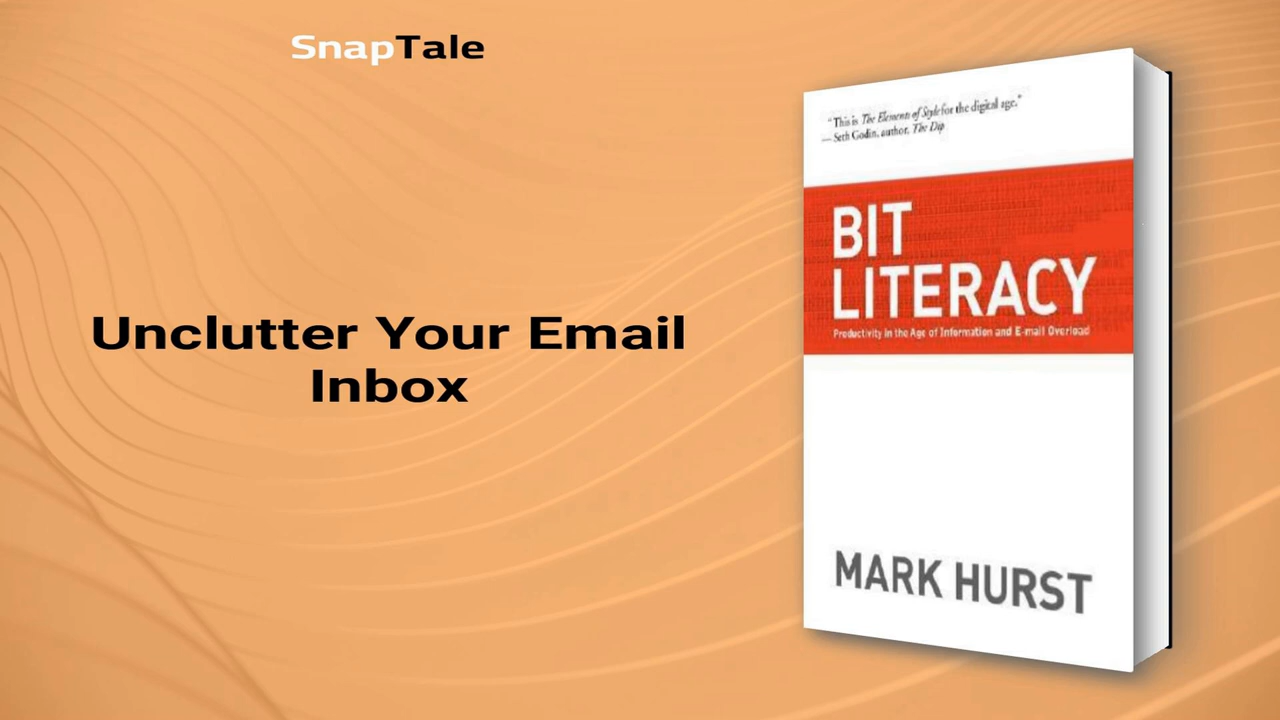 SnapTale
Unclutter Your Email
Inbox
"This is The Elements of Style for the digital age."
— Seth Godin, author, The Dip
BIT
LITERACY
Productivity in the Age of Information and E-mail Overload
MARK HURST